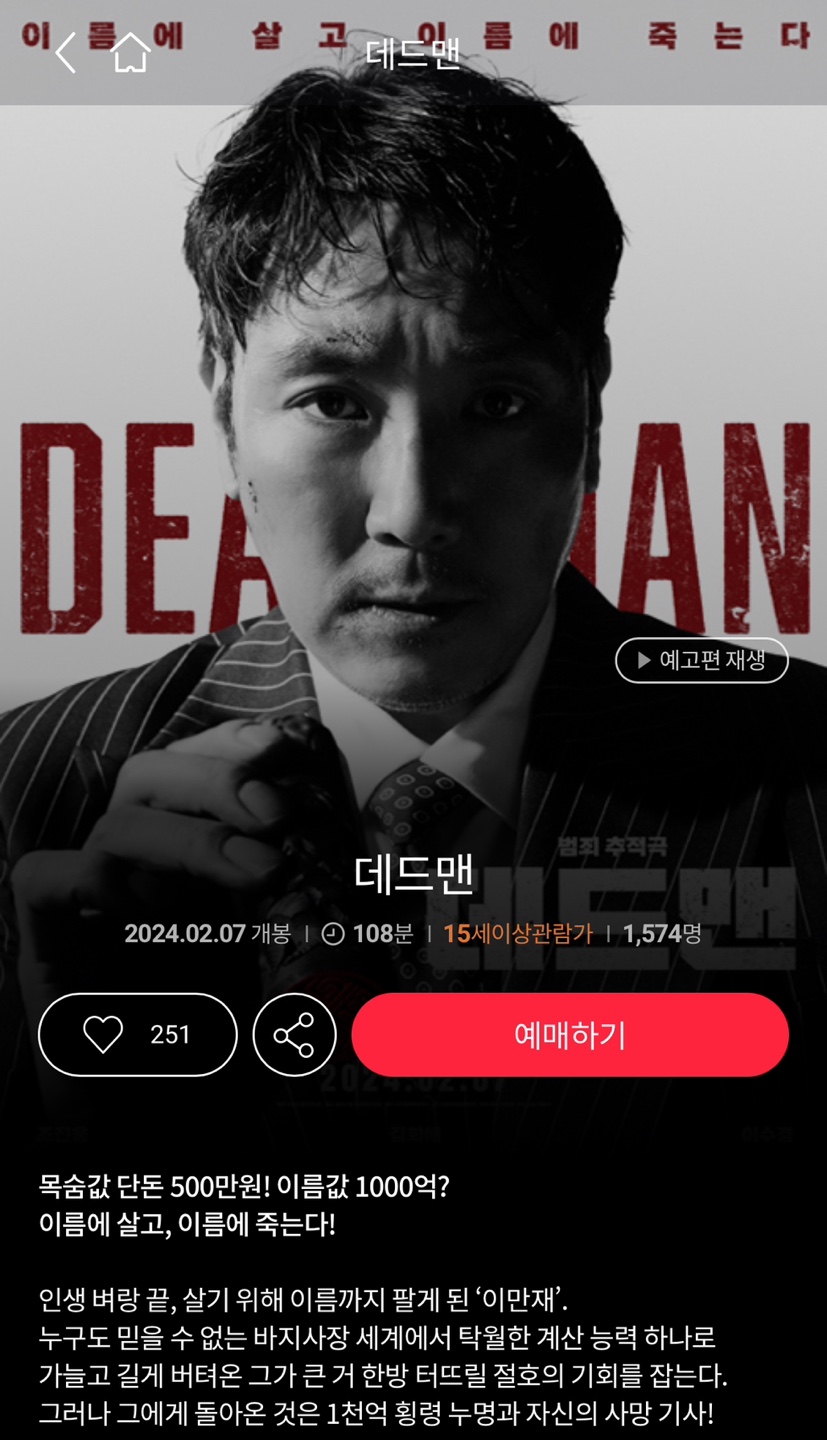 이름에 살고 이름에 죽는다
데드맨
DEA MAN
예고편 재생
범죄 추적극
데드맨
데드맨
2024.02.07 개봉 | 108분 | 15세이상관람가 | 1,574명
251
예매하기
2024.02.07
목숨값 단돈 500만원! 이름값 1000억?
이름에 살고, 이름에 죽는다!
인생 벼랑 끝, 살기 위해 이름까지 팔게 된 ‘이만재’.
누구도 믿을 수 없는 바지사장 세계에서 탁월한 계산 능력 하나로
가늘고 길게 버텨온 그가 큰 거 한방 터뜨릴 절호의 기회를 잡는다.
그러나 그에게 돌아온 것은 1천억 횡령 누명과 자신의 사망 기사!